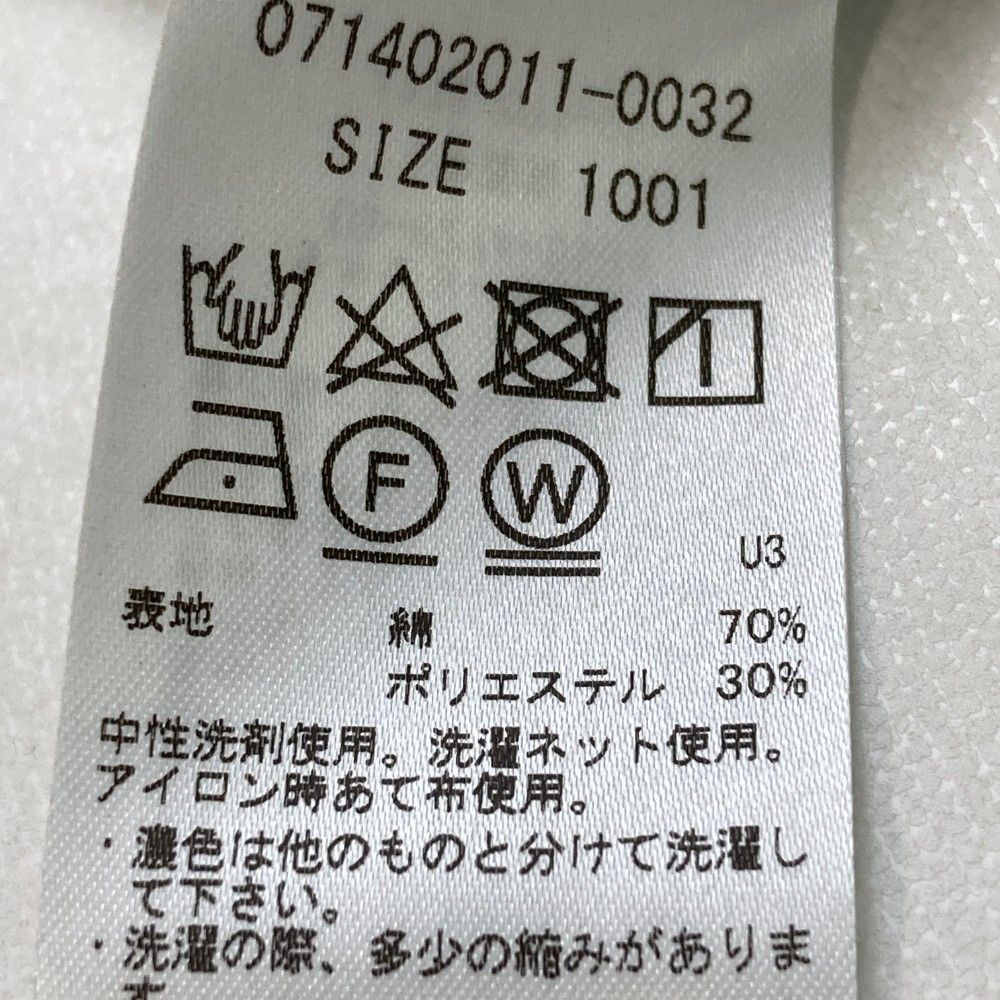 071402011-0032
SIZE 1001
F W
U3
表地 綿 70%
ポリエステル 30%
中性洗剤使用。洗濯ネット使用。
アイロン時あて布使用。
・濃色は他のものと分けて洗濯し
て下さい。
・洗濯の際、多少の縮みがありま
す